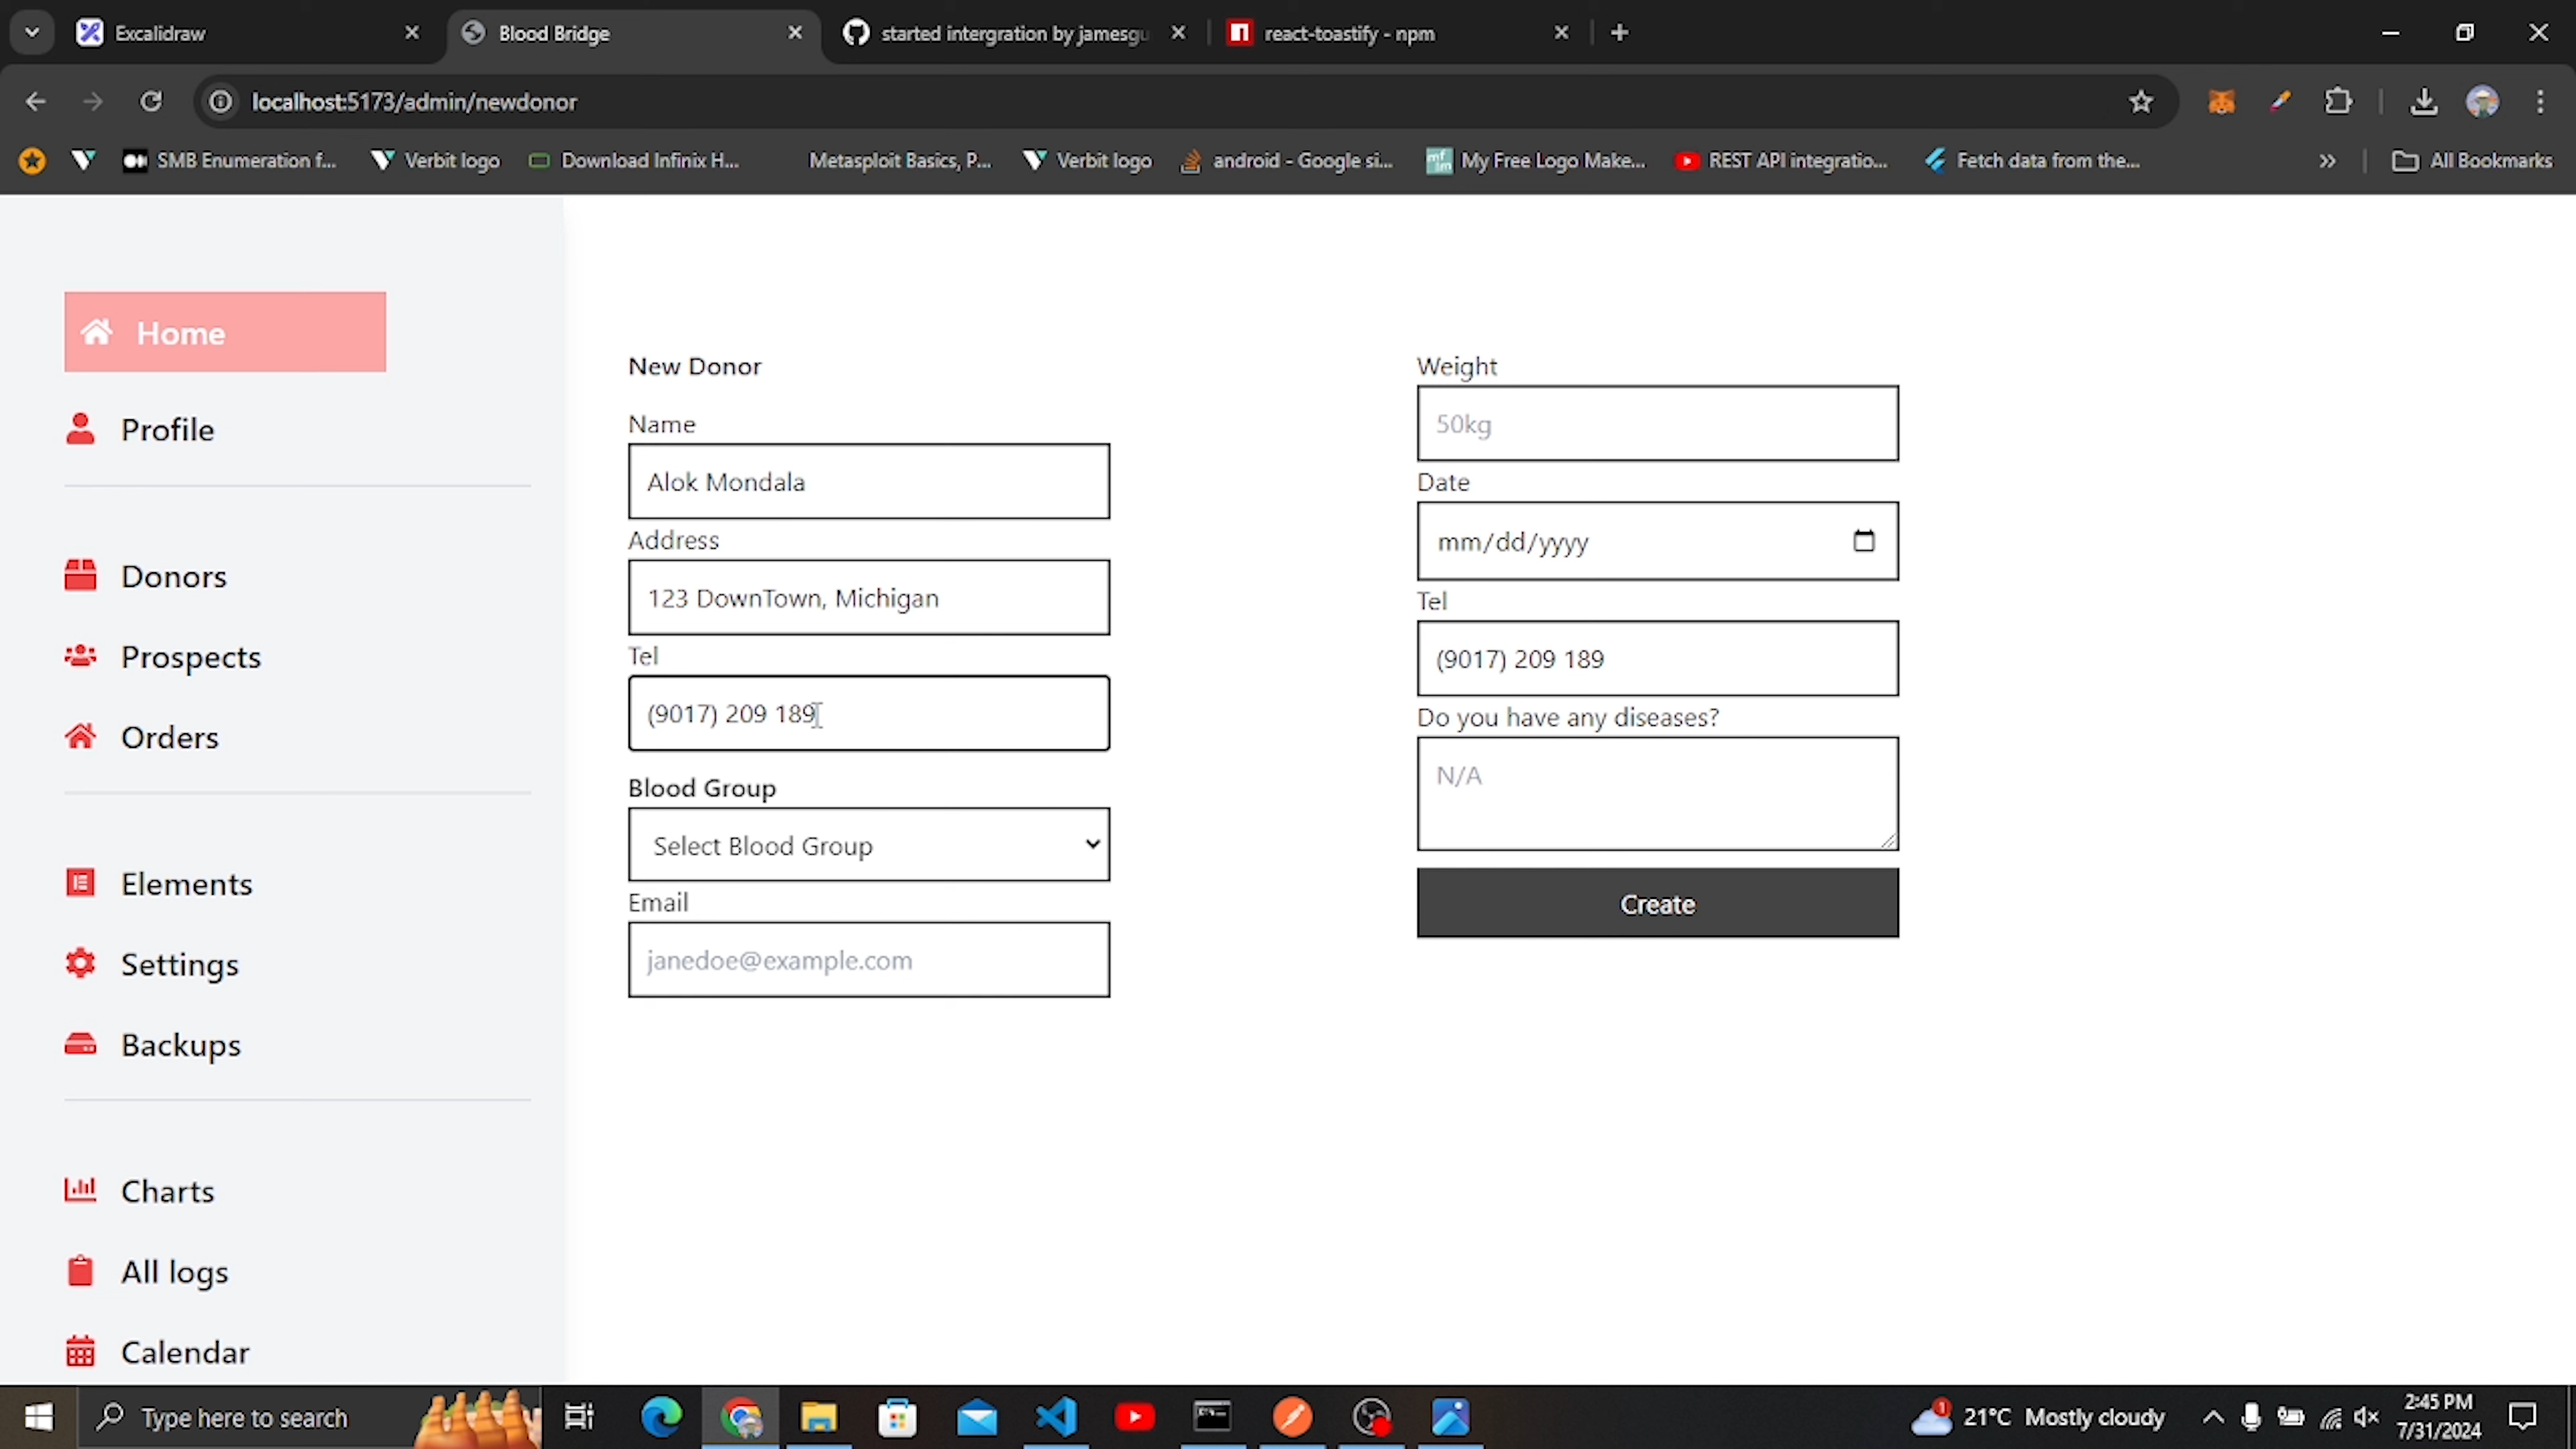 Excalidraw
Blood Bridge
started intergration by jamesgu
react-toastify - npm
localhost:5173/admin/newdonor
SMB Enumeration f...
Verbit logo
Download Infinix H...
Metasploit Basics, P...
Verbit logo
android - Google si...
My Free Logo Make...
REST API integratio...
Fetch data from the...
All Bookmarks
Home
Profile
Donors
Prospects
Orders
Elements
Settings
Backups
Charts
All logs
Calendar
New Donor
Name
Alok Mondala
Address
123 DownTown, Michigan
Tel
(9017) 209 189
Blood Group
Select Blood Group
Email
janedoe@example.com
Weight
50kg
Date
mm/dd/yyyy
Tel
(9017) 209 189
Do you have any diseases?
N/A
Create
Type here to search
1
21°C Mostly cloudy
2:45 PM
7/31/2024